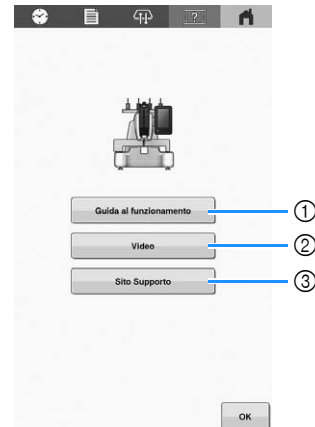 ?
Guida al funzionamento
①
Video
②
Sito Supporto
③
OK